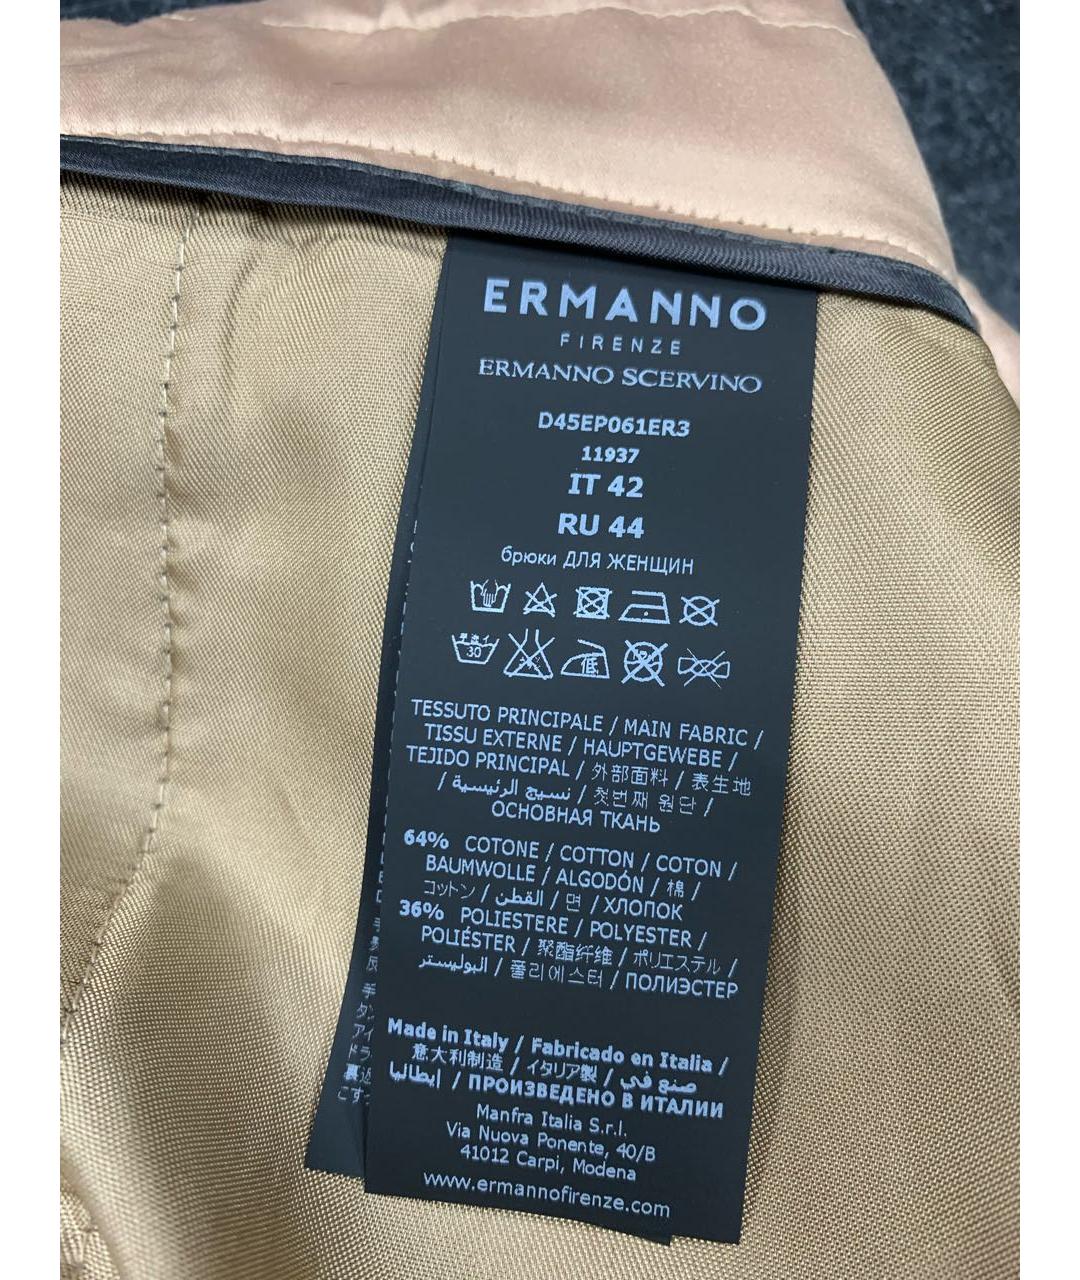 ERMANNO
FIRENZE
ERMANNO SCERVINO
D45EP061ER3
11937
IT 42
RU 44
брюки ДЛЯ ЖЕНЩИН
30
低
TESSUTO PRINCIPALE / MAIN FABRIC /
TISSU EXTERNE / HAUPTGEWEBE /
TEJIDO PRINCIPAL / 外部面料 / 表生地
/ نسيج الرئيسية / 첫번째 원단 /
ОСНОВНАЯ ТКАНЬ
64% COTONE / COTTON / COTON /
BAUMWOLLE / ALGODÓN / 棉 /
コットン / القطن / 면 / ХЛОПОК
36% POLIESTERE / POLYESTER /
POLIÉSTER / 聚酯纤维 / ポリエステル /
البوليستر / 폴리에스터 / ПОЛИЭСТЕР
Made in Italy / Fabricado en Italia /
意大利制造 / イタリア製 / صنع في
إيطاليا / ПРОИЗВЕДЕНО В ИТАЛИИ
Manfra Italia S.r.l.
Via Nuova Ponente, 40/B
41012 Carpi, Modena
www.ermannofirenze.com